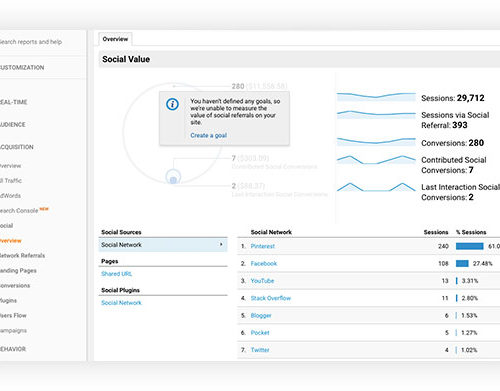 Search reports and help
CUSTOMIZATION
REAL-TIME
AUDIENCE
ACQUISITION
Overview
All Traffic
AdWords
Search Console NEW
Social
Overview
Network Referrals
Landing Pages
Conversions
Plugins
Users Flow
Campaigns
BEHAVIOR
Overview
Social Value
280 ($11,556.58)
You haven't defined any goals, so
we're unable to measure the
value of social referrals on your
site.
Create a goal
7 ($303.09)
Contributed Social Conversions
2 ($86.37)
Last Interaction Social Conversions
Sessions: 29,712
Sessions via Social
Referral: 393
Conversions: 280
Contributed Social
Conversions: 7
Last Interaction Social
Conversions: 2
Social Sources
Social Network
Pages
Shared URL
Social Plugins
Social Network
Social Network Sessions % Sessions
1. Pinterest 240 61.0
2. Facebook 108 27.48%
3. YouTube 13 3.31%
4. Stack Overflow 11 2.80%
5. Blogger 6 1.53%
6. Pocket 5 1.27%
7. Twitter 4 1.02%